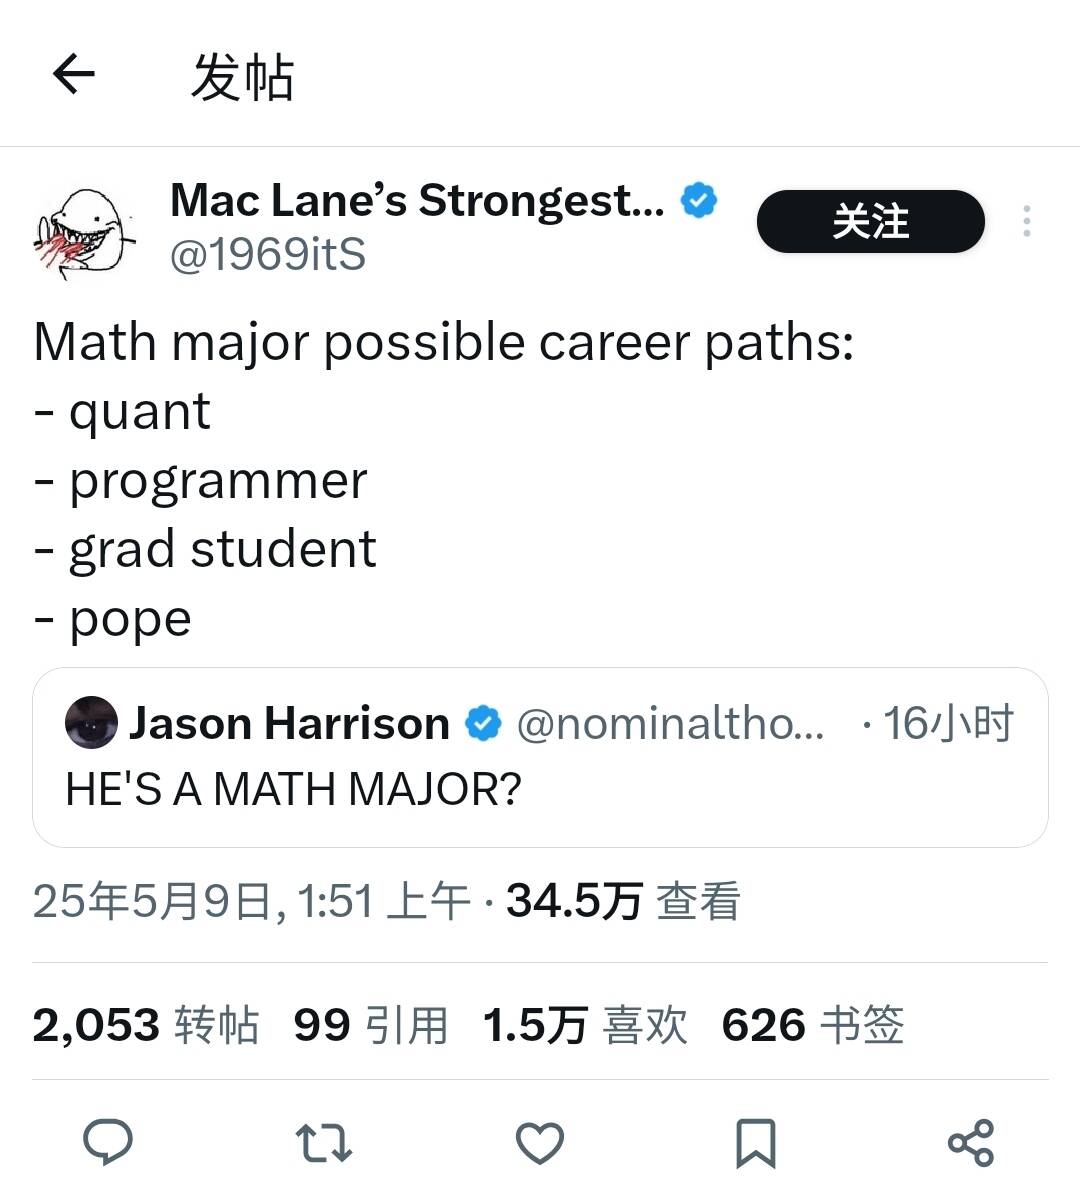 发帖
Mac Lane’s Strongest...
@1969itS
关注
Math major possible career paths:
- quant
- programmer
- grad student
- pope
Jason Harrison @nominaltho... · 16小时
HE'S A MATH MAJOR?
25年5月9日, 1:51 上午 · 34.5万 查看
2,053 转帖 99 引用 1.5万 喜欢 626 书签